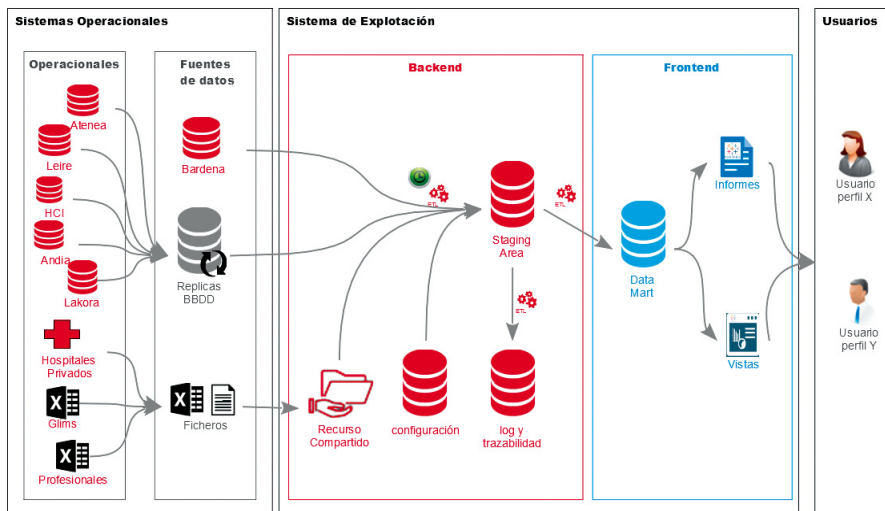 Sistemas Operacionales
Sistema de Explotación
Usuarios
Operacionales
Atenea
Leire
HCI
Andia
Lakora
Hospitales
Privados
Glims
Profesionales
Fuentes
de datos
Bardena
Replicas
BBDD
Ficheros
Backend
ETL
Staging
Area
ETL
ETL
Recurso
Compartido
configuración
log y
trazabilidad
Frontend
Data
Mart
Informes
Vistas
Usuario
perfil X
Usuario
perfil Y